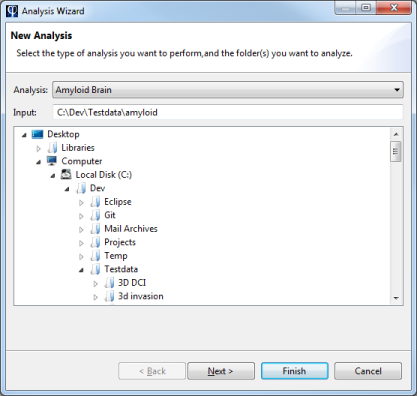 Analysis Wizard
New Analysis
Select the type of analysis you want to perform,and the folder(s) you want to analyze.
Analysis: Amyloid Brain
Input: C:\Dev\Testdata\amyloid
Desktop
Libraries
Computer
Local Disk (C:)
Dev
Eclipse
Git
Mail Archives
Projects
Temp
Testdata
3D DCI
3d invasion
< Back Next > Finish Cancel